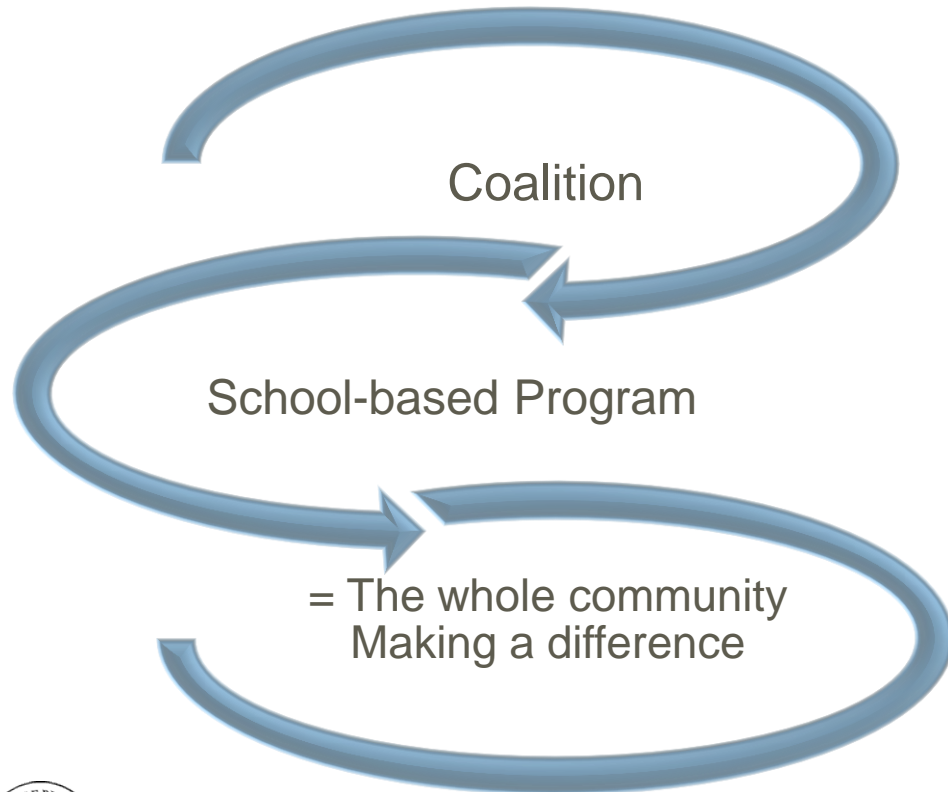 Coalition
School-based Program
= The whole community
Making a difference